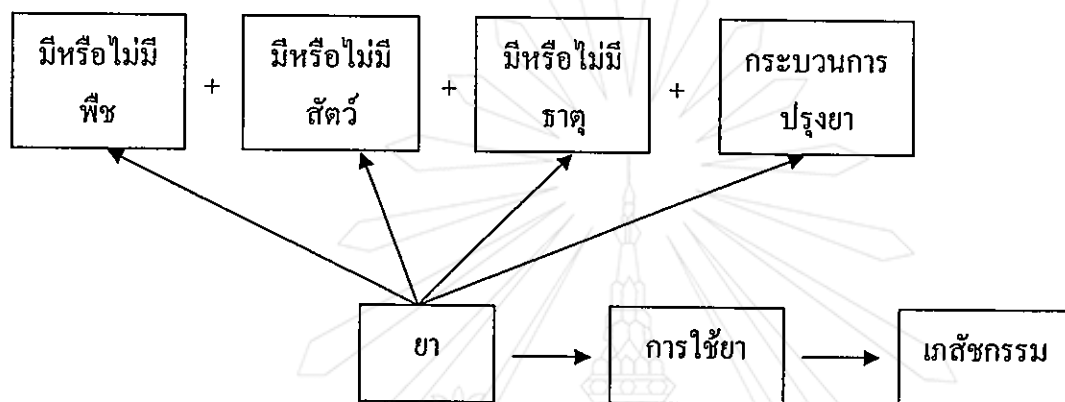 มีหรือไม่มี
พืช
+
มีหรือไม่มี
สัตว์
+
มีหรือไม่มี
ธาตุ
+
กระบวนการ
ปรุงยา
ยา
การใช้ยา
เภสัชกรรม